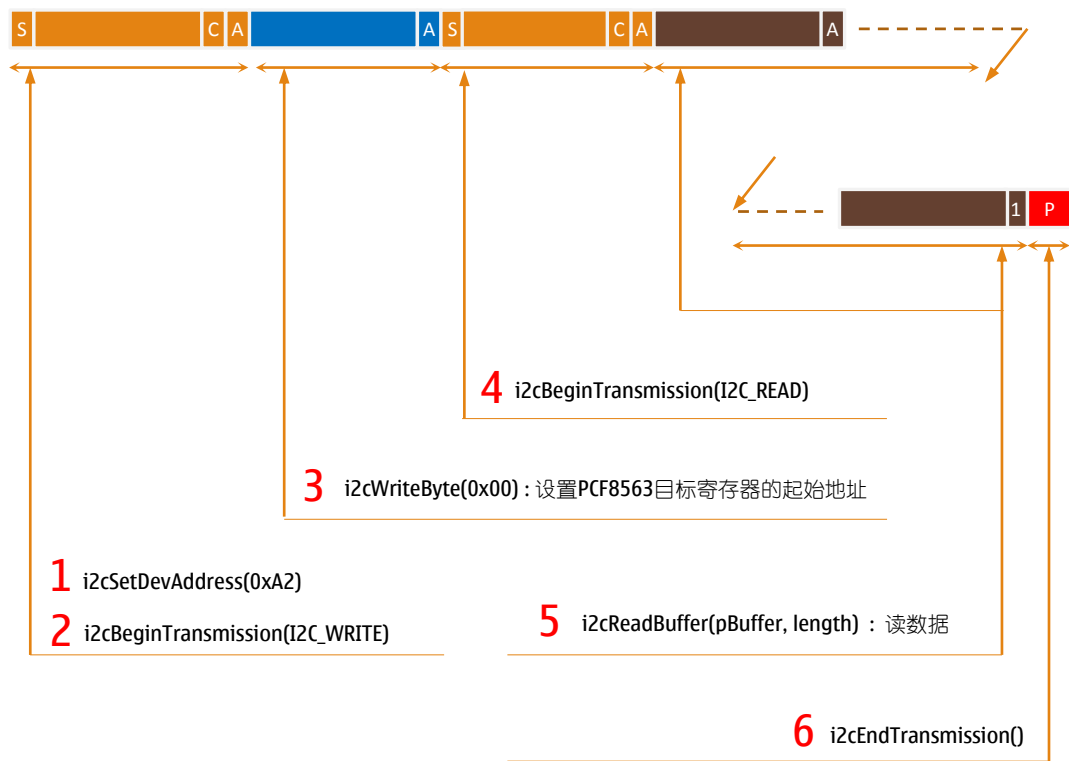 S C A A S C A A
1 P
4 i2cBeginTransmission(I2C_READ)
3 i2cWriteByte(0x00) : 设置PCF8563目标寄存器的起始地址
1 i2cSetDevAddress(0xA2)
2 i2cBeginTransmission(I2C_WRITE)
5 i2cReadBuffer(pBuffer, length) : 读数据
6 i2cEndTransmission()